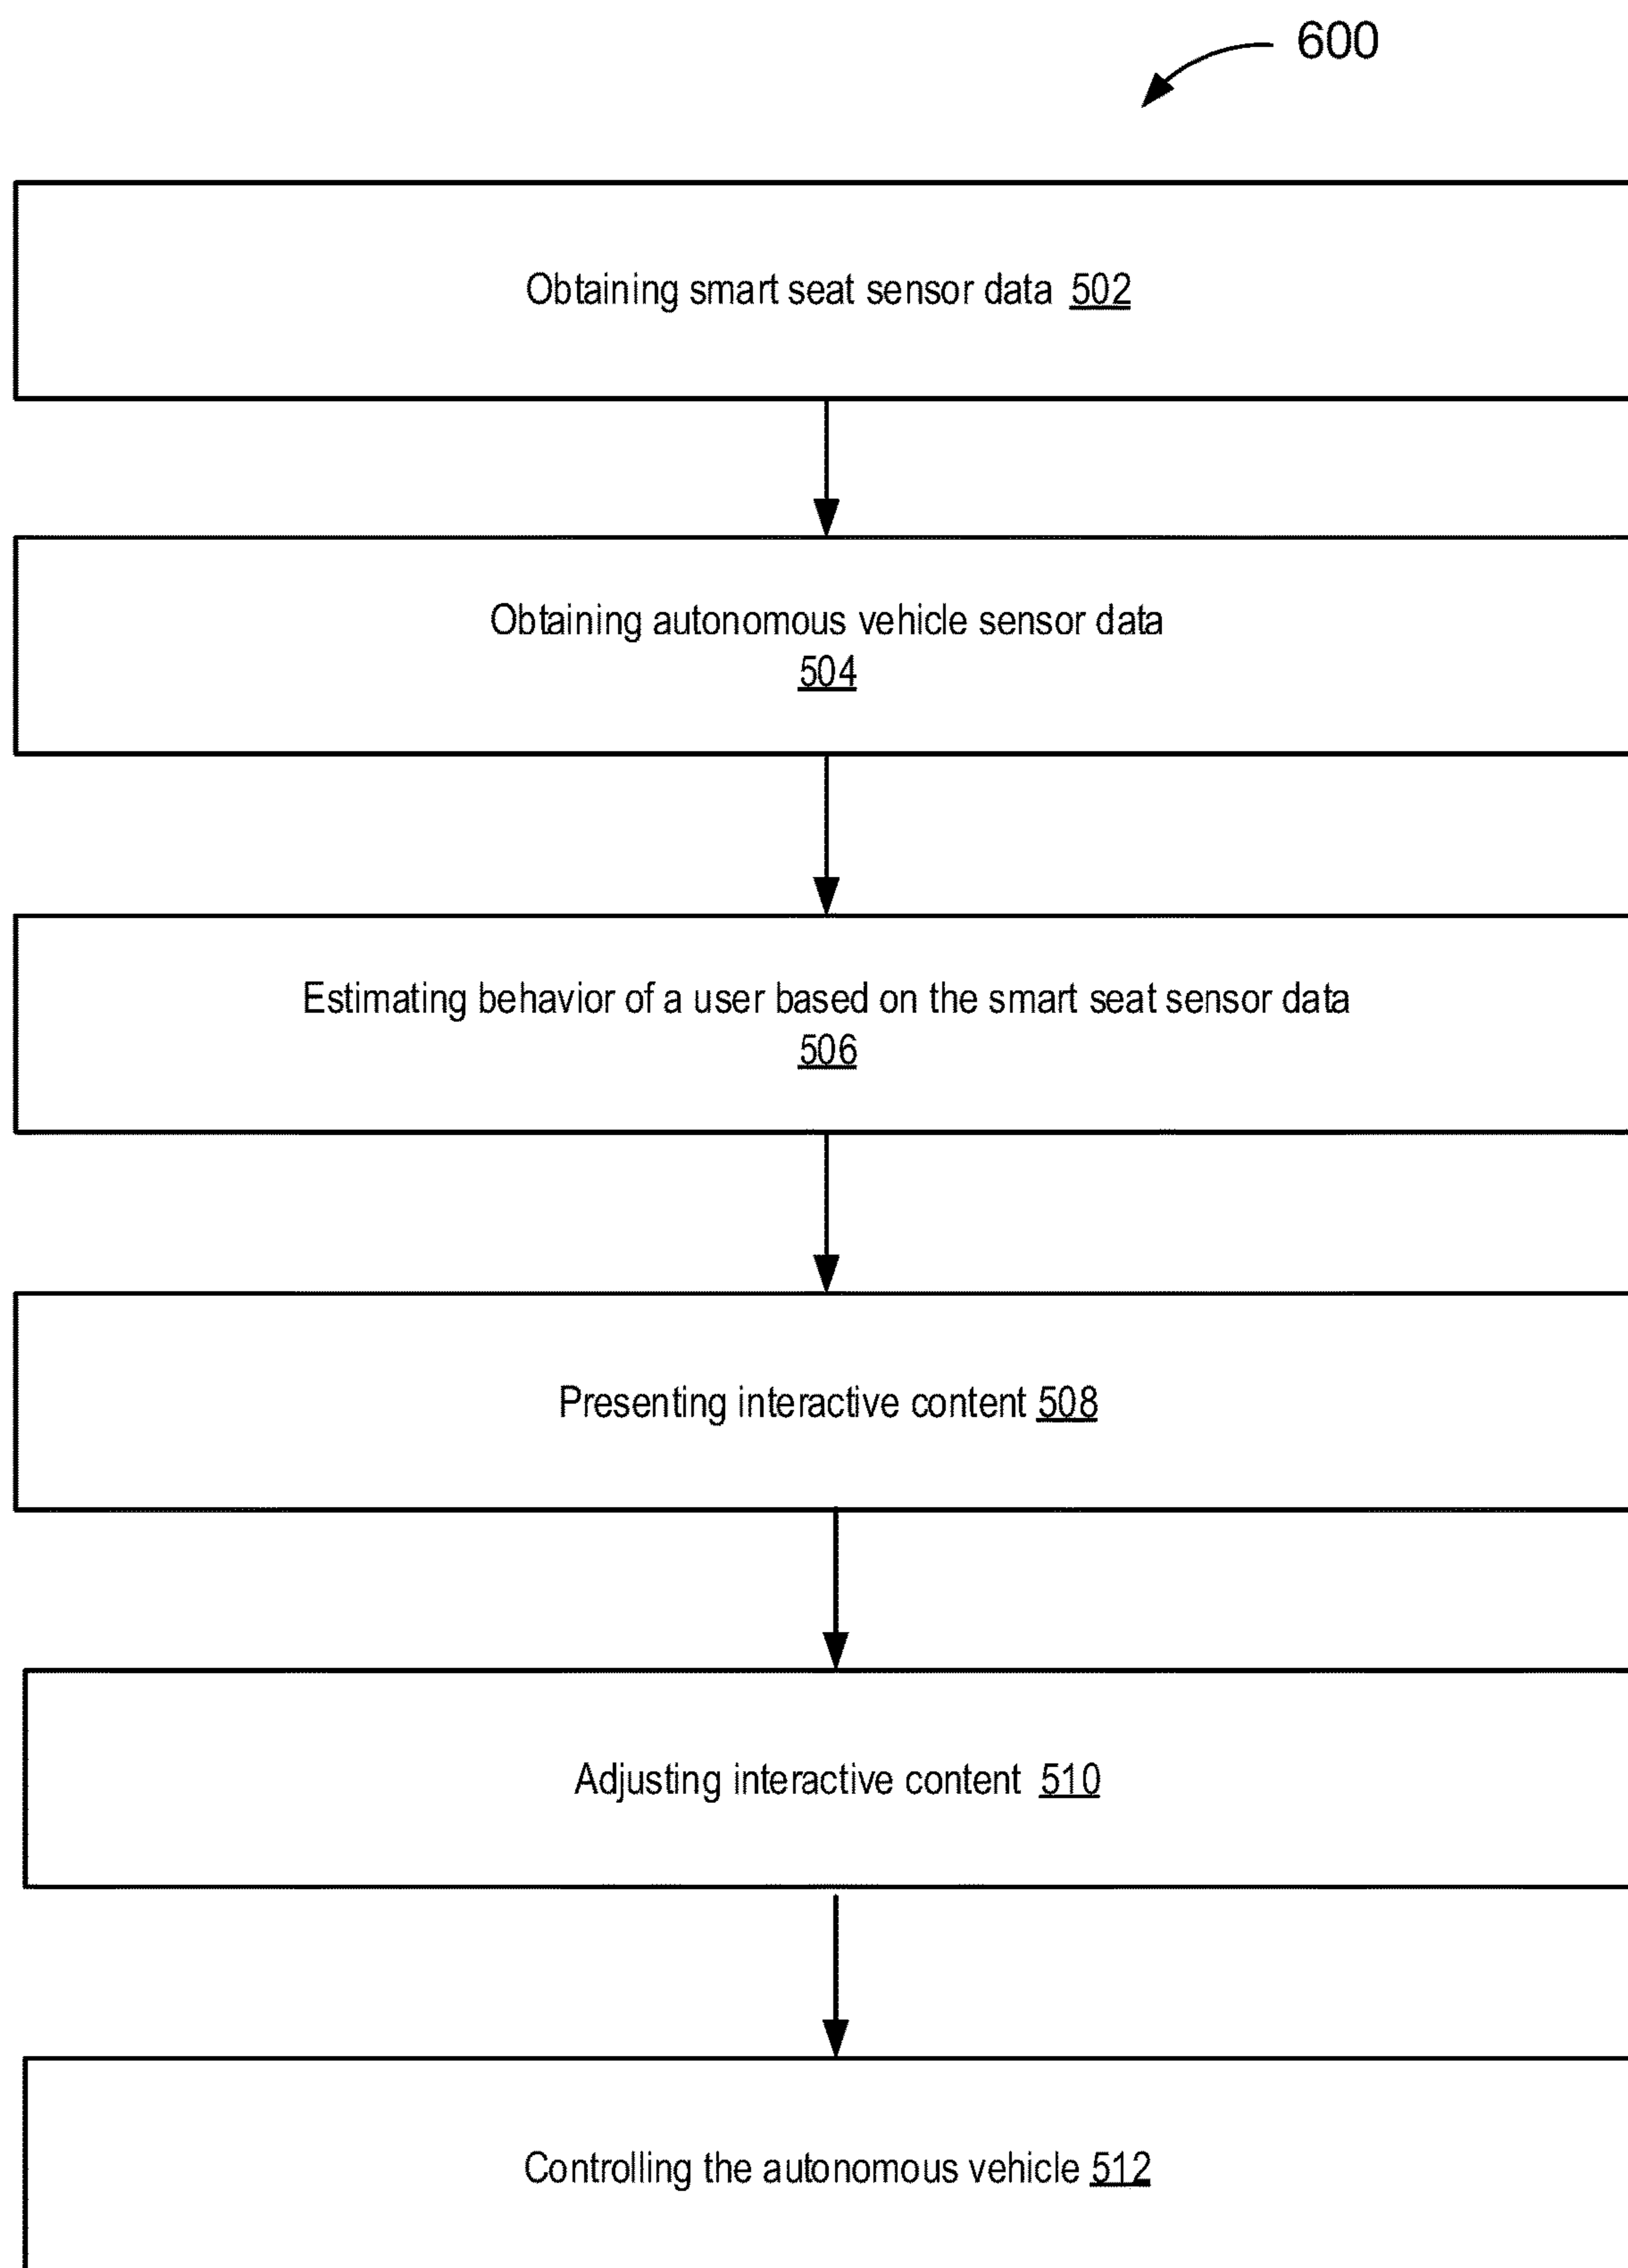 600
Obtaining smart seat sensor data 502
Obtaining autonomous vehicle sensor data
504
Estimating behavior of a user based on the smart seat sensor data
506
Presenting interactive content 508
Adjusting interactive content 510
Controlling the autonomous vehicle 512